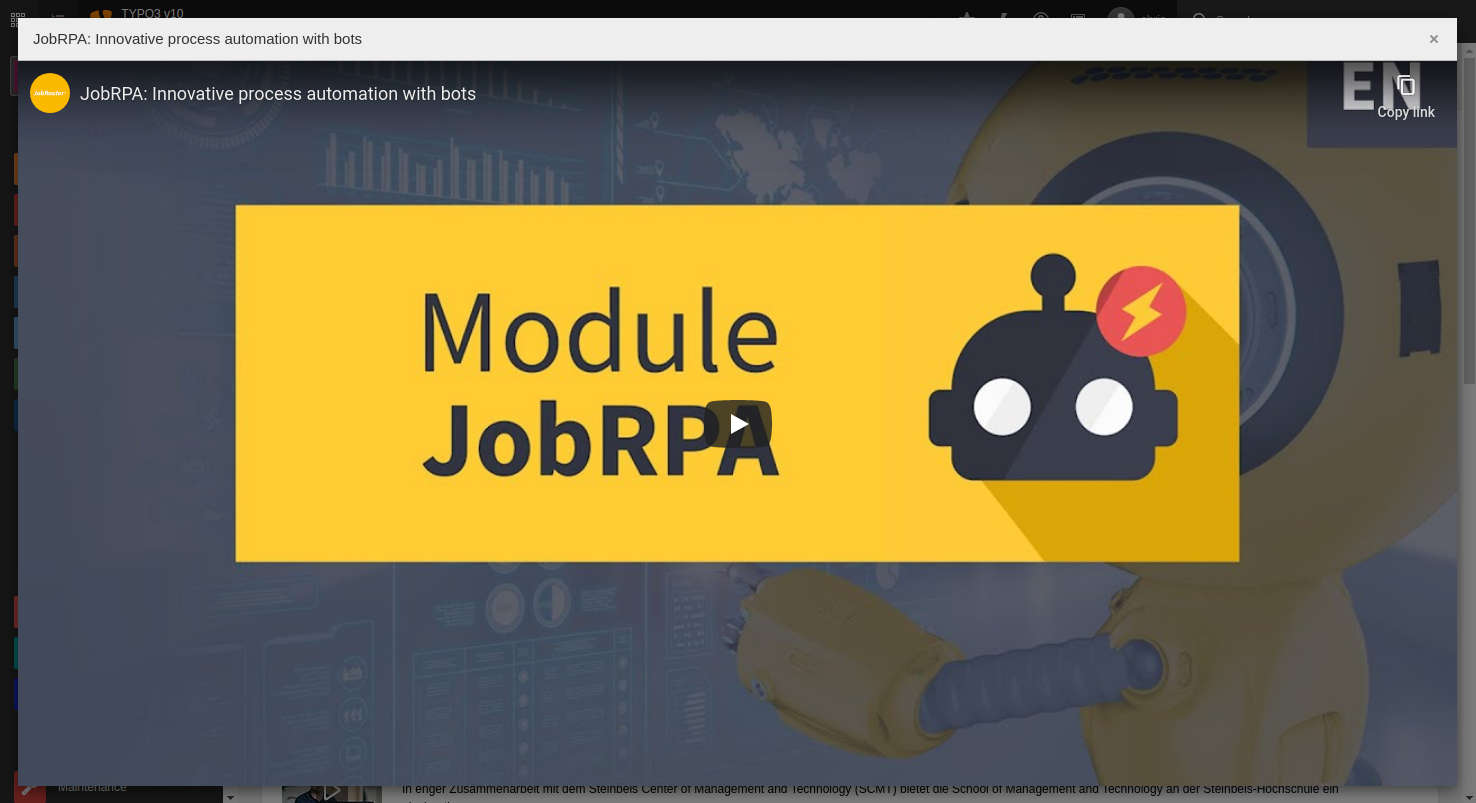 TYPO3 v10
JobRPA: Innovative process automation with bots
×
JobRouter
JobRPA: Innovative process automation with bots
EN
Copy link
Module
JobRPA
Maintenance
In enger Zusammenarbeit mit dem Steinbeis Center of Management and Technology (SCMT) bietet die School of Management and Technology an der Steinbeis-Hochschule ein